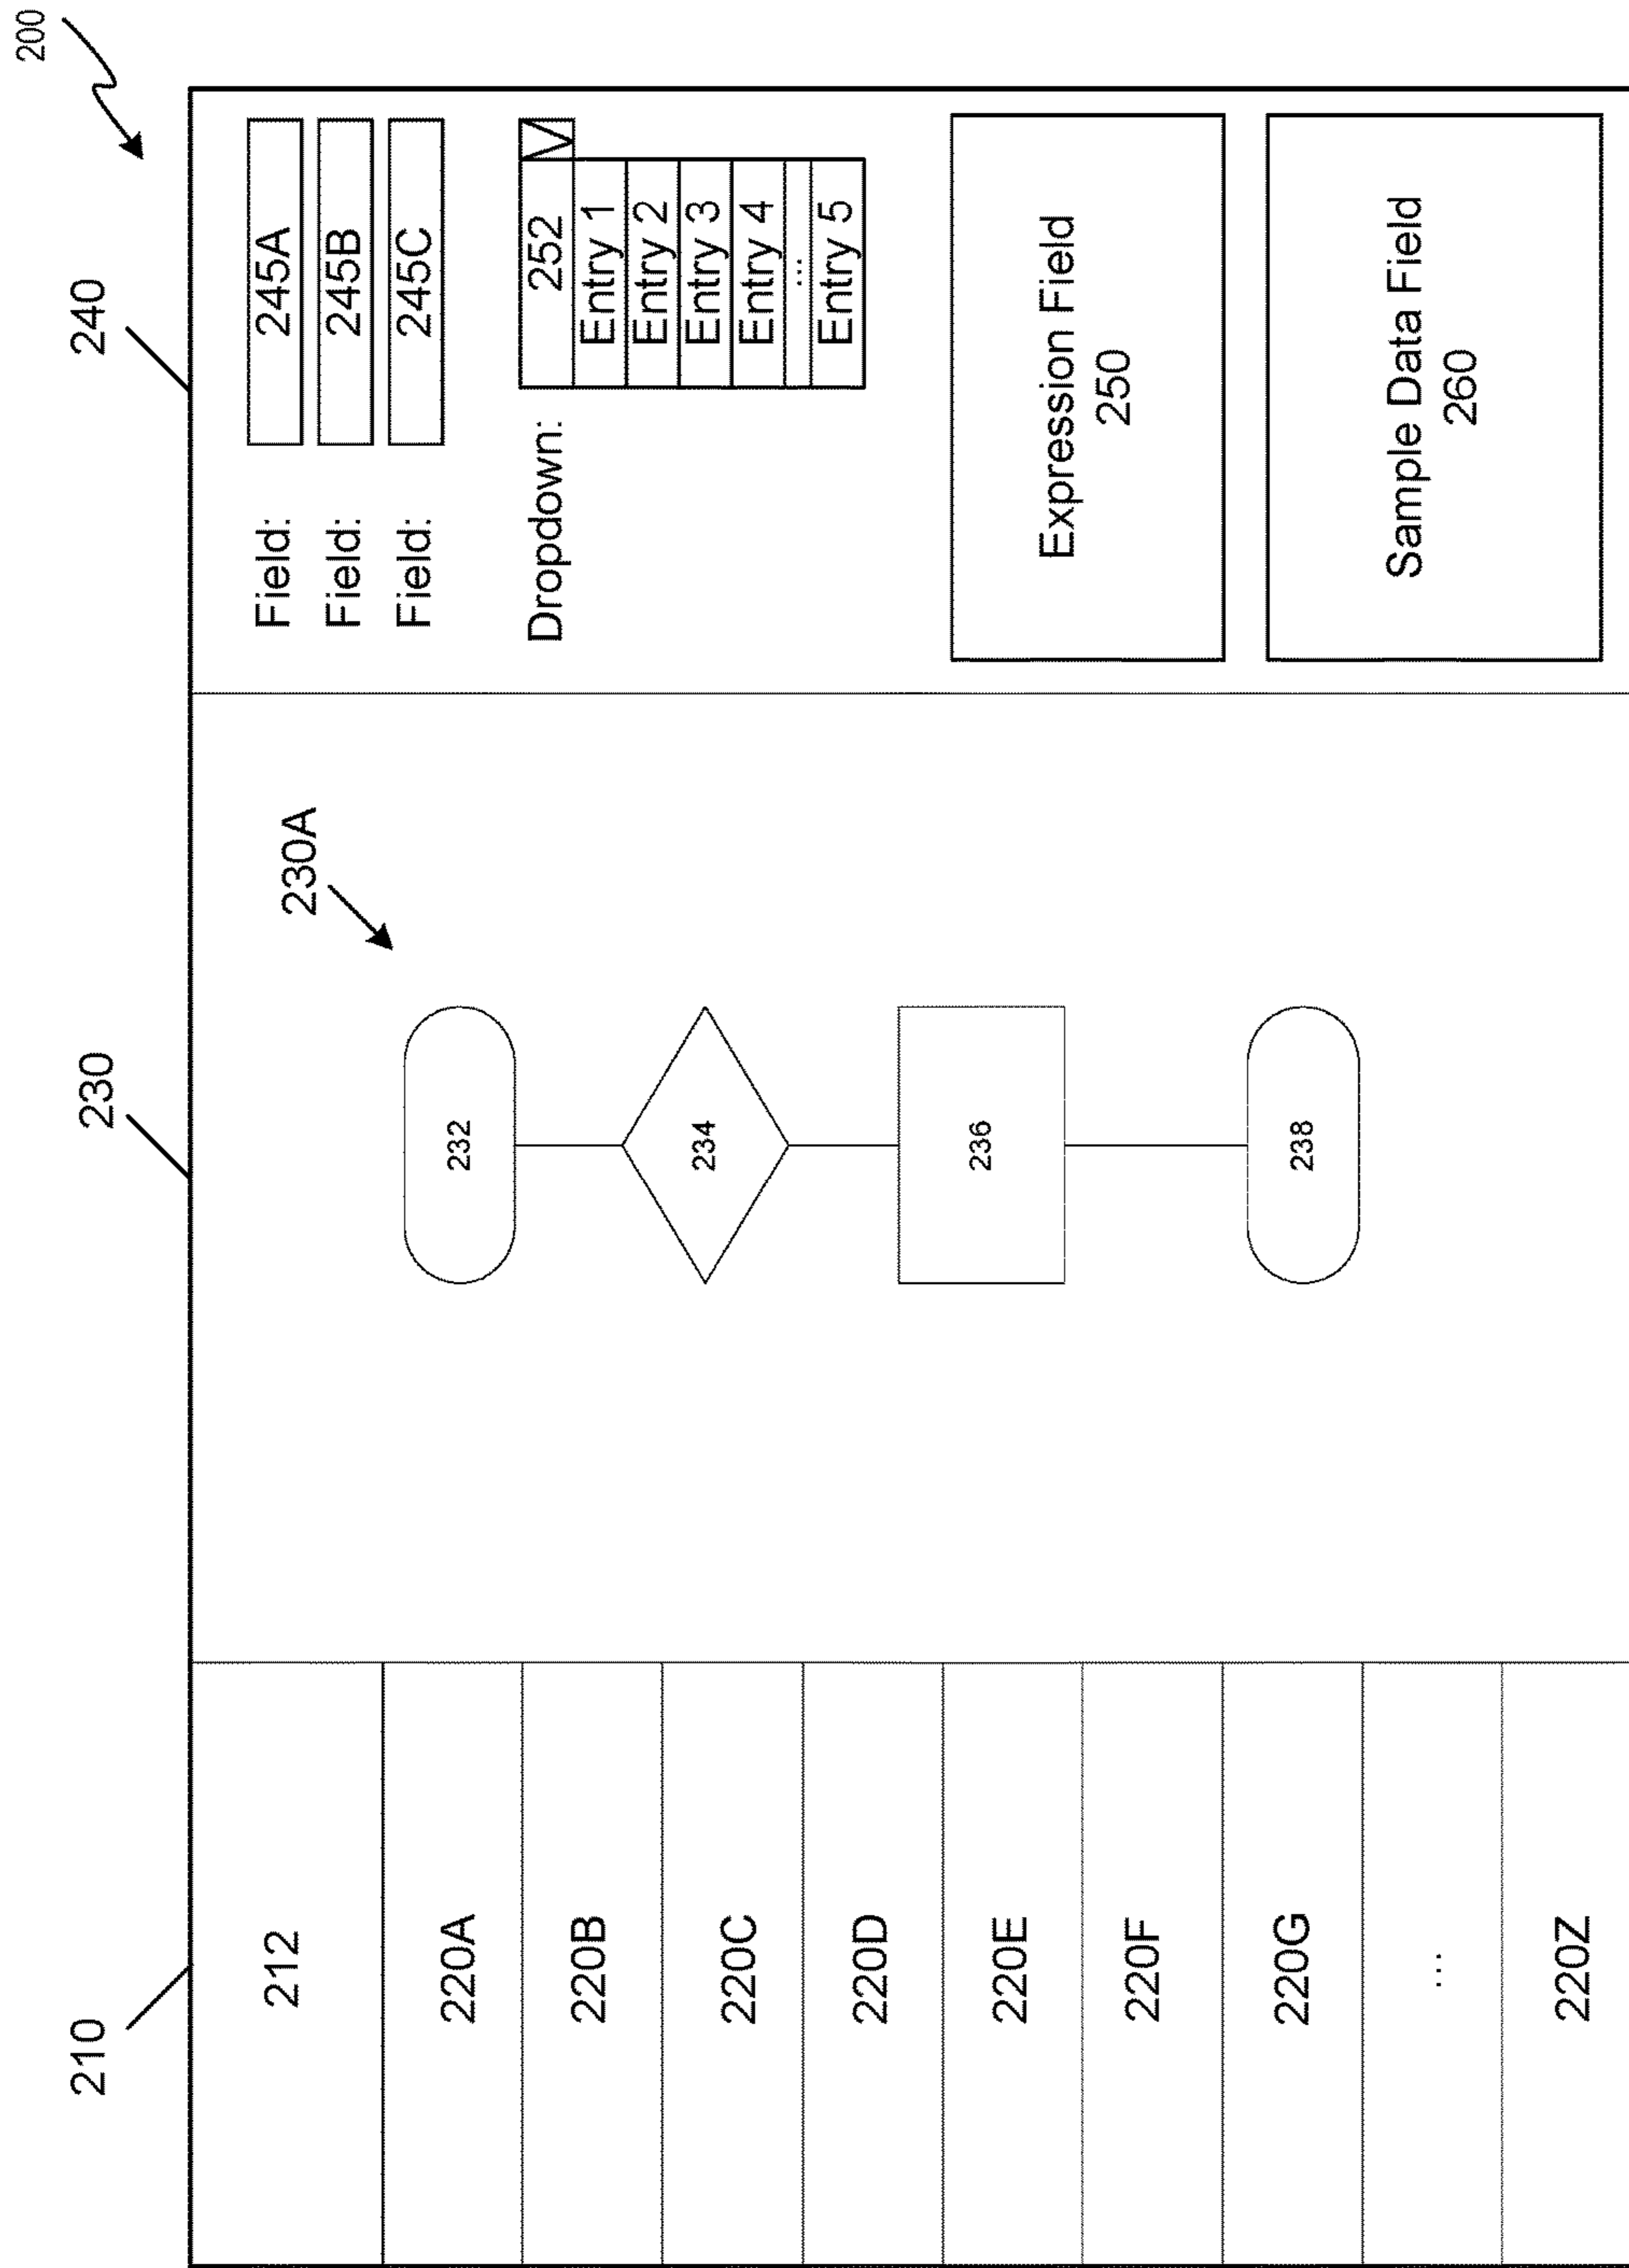 200
210
230
240
212
220A
220B
220C
220D
220E
220F
220G
...
220Z
230A
232
234
236
238
Field: 245A
Field: 245B
Field: 245C
Dropdown: 252
Entry 1
Entry 2
Entry 3
Entry 4
...
Entry 5
Expression Field
250
Sample Data Field
260